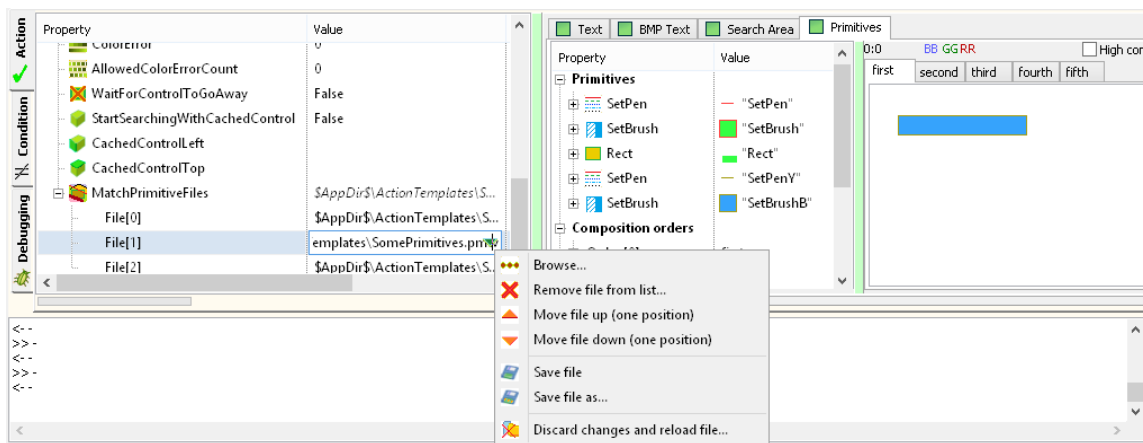 Action
Condition
Debugging
Property Value
ColorError 0
AllowedColorErrorCount 0
WaitForControlToGoAway False
StartSearchingWithCachedControl False
CachedControlLeft
CachedControlTop
MatchPrimitiveFiles $AppDir$\ActionTemplates\S...
File[0] $AppDir$\ActionTemplates\S...
File[1] emplates\SomePrimitives.pm
File[2] $AppDir$\ActionTemplates\S...
Text BMP Text Search Area Primitives
Property Value
Primitives
SetPen "SetPen"
SetBrush "SetBrush"
Rect "Rect"
SetPen "SetPenY"
SetBrush "SetBrushB"
Composition orders
0:0 BB GG RR High con
first second third fourth fifth
Browse...
Remove file from list...
Move file up (one position)
Move file down (one position)
Save file
Save file as...
Discard changes and reload file...
<--
>> -
<--
>> -
<--